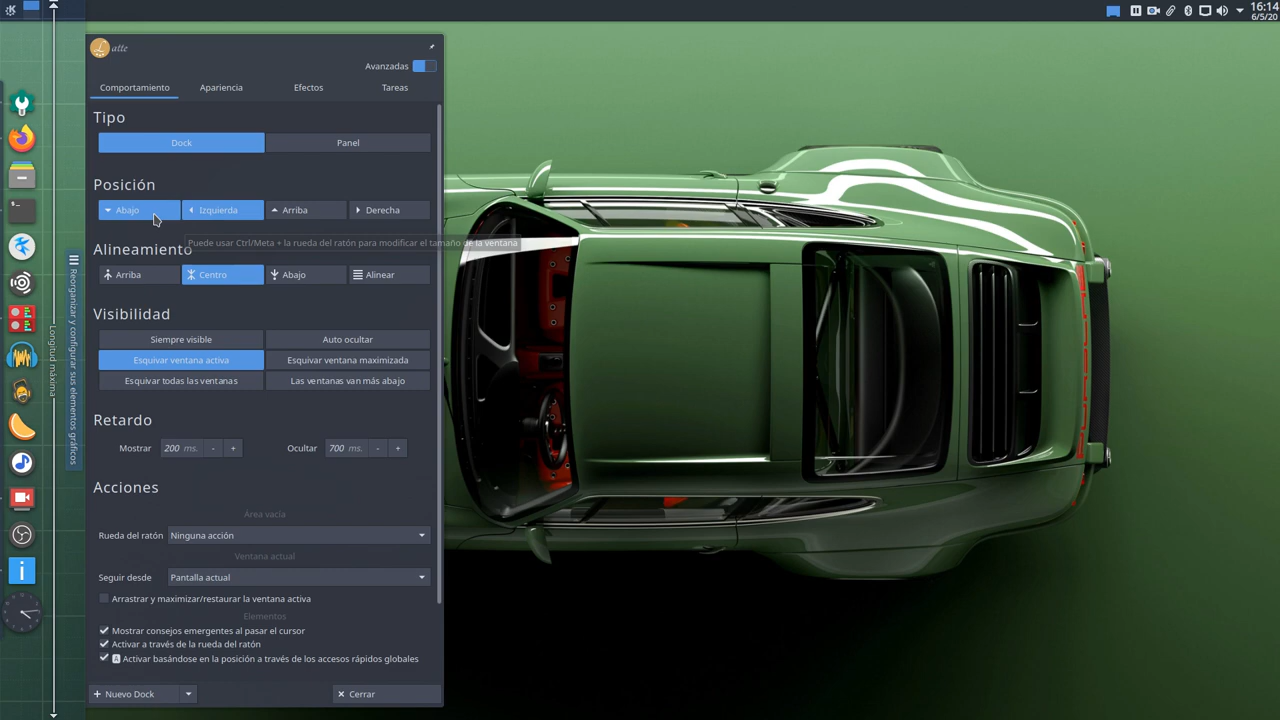 16:14
6/5/20
Latte
Avanzadas
Comportamiento
Apariencia
Efectos
Tareas
Tipo
Dock
Panel
Posición
Abajo
Izquierda
Arriba
Derecha
Puede usar Ctrl/Meta + la rueda del ratón para modificar el tamaño de la ventana
Alineamiento
Arriba
Centro
Abajo
Alinear
Visibilidad
Siempre visible
Auto ocultar
Esquivar ventana activa
Esquivar ventana maximizada
Esquivar todas las ventanas
Las ventanas van más abajo
Retardo
Mostrar
200 ms.
-
+
Ocultar
700 ms.
-
+
Acciones
Área vacía
Rueda del ratón
Ninguna acción
Ventana actual
Seguir desde
Pantalla actual
Arrastrar y maximizar/restaurar la ventana activa
Elementos
Mostrar consejos emergentes al pasar el cursor
Activar a través de la rueda del ratón
A Activar basándose en la posición a través de los accesos rápidos globales
+ Nuevo Dock
Cerrar
Longitud máxima
Reorganizar y configurar sus elementos gráficos